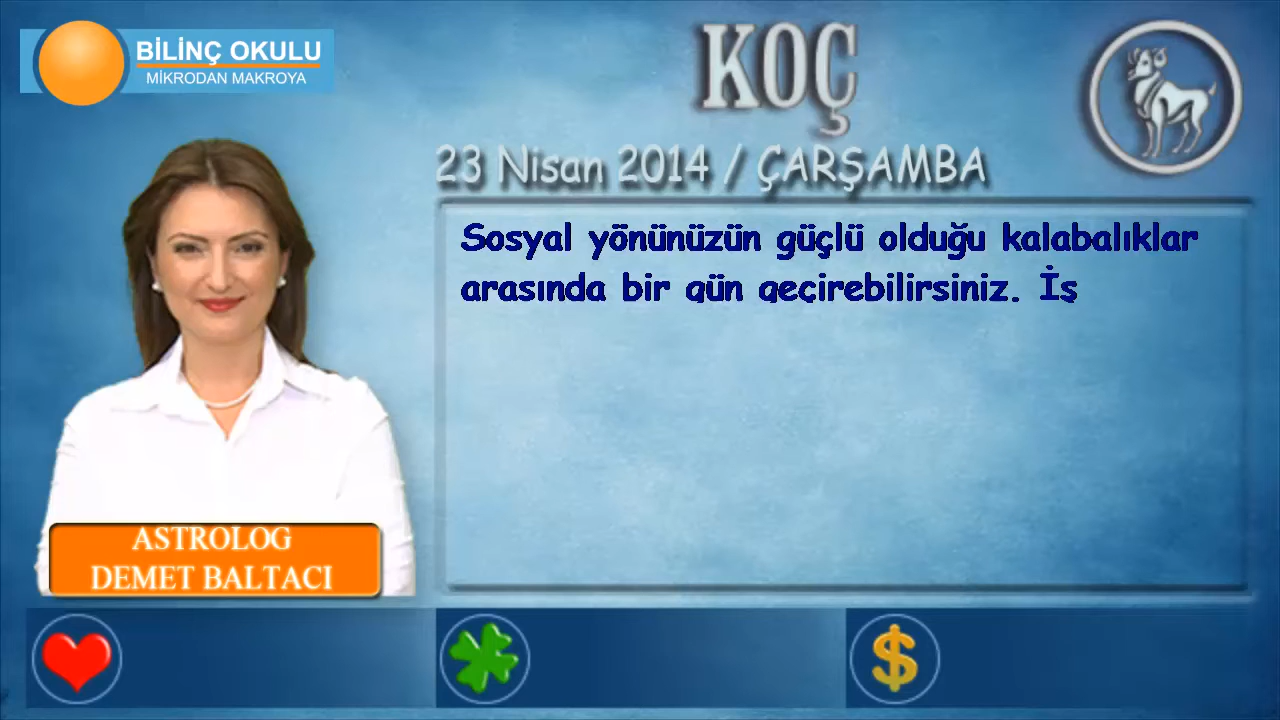 BİLİNÇ OKULU
MİKRODAN MAKROYA
KOÇ
23 Nisan 2014 / ÇARŞAMBA
Sosyal yönünüzün güçlü olduğu kalabalıklar
arasında bir gün geçirebilirsiniz. İş
ASTROLOG
DEMET BALTACI